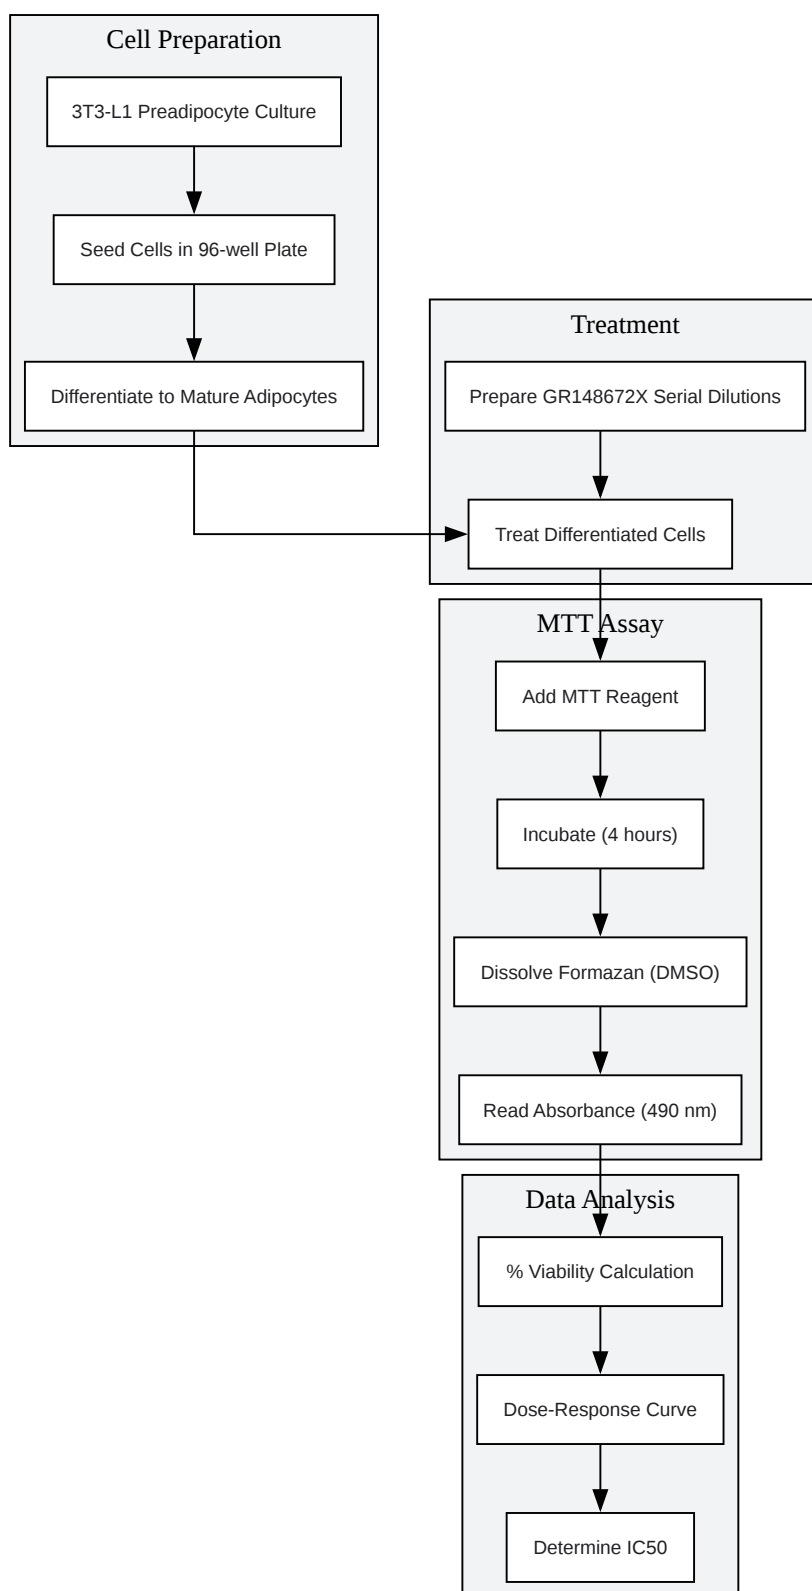 Cell Preparation
3T3-L1 Preadipocyte Culture
Seed Cells in 96-well Plate
Differentiate to Mature Adipocytes
Treatment
Prepare GR148672X Serial Dilutions
Treat Differentiated Cells
MTT Assay
Add MTT Reagent
Incubate (4 hours)
Dissolve Formazan (DMSO)
Read Absorbance (490 nm)
Data Analysis
% Viability Calculation
Dose-Response Curve
Determine IC50